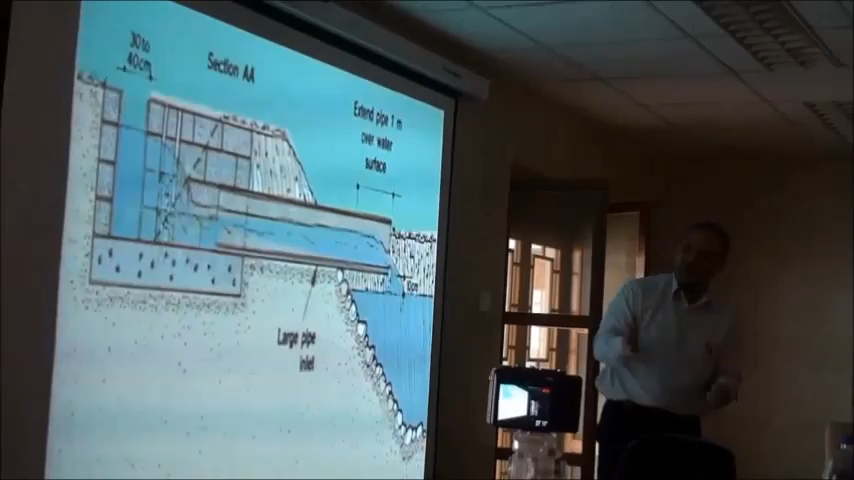 30 to
40cm
Section AA
Extend pipe 1 m
over water
surface
Large pipe
inlet